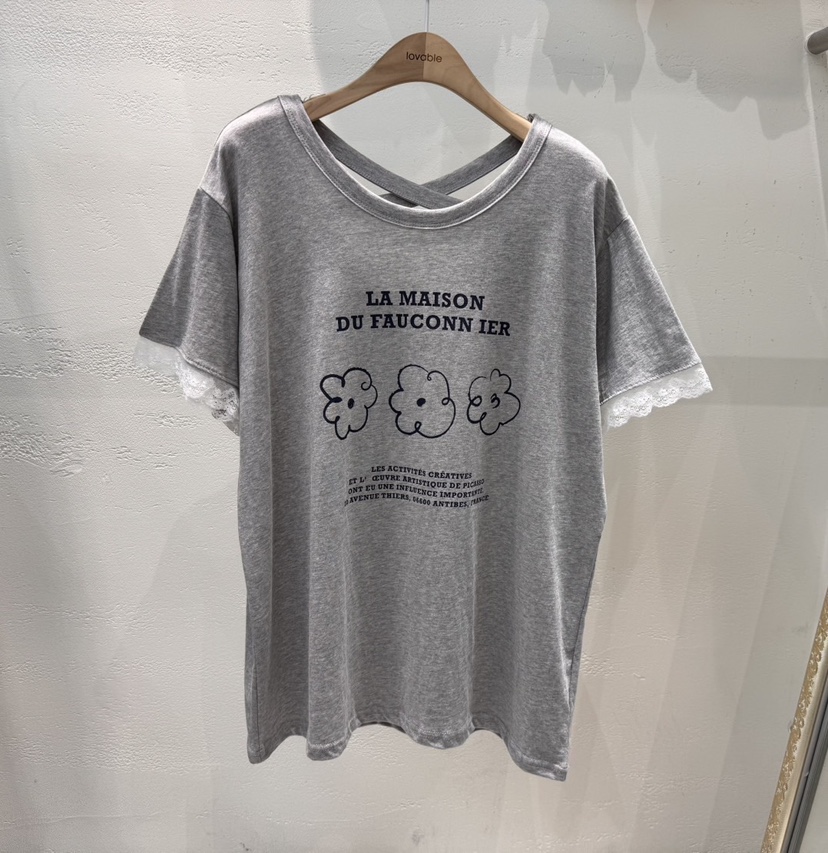 lovable
LA MAISON
DU FAUCONN IER
LES ACTIVITÉS CRÉATIVES
ET L' ŒUVRE ARTISTIQUE DE PICASSO
ONT EU UNE INFLUENCE IMPORTANTE
AVENUE THIERS, 06600 ANTIBES, FRANCE